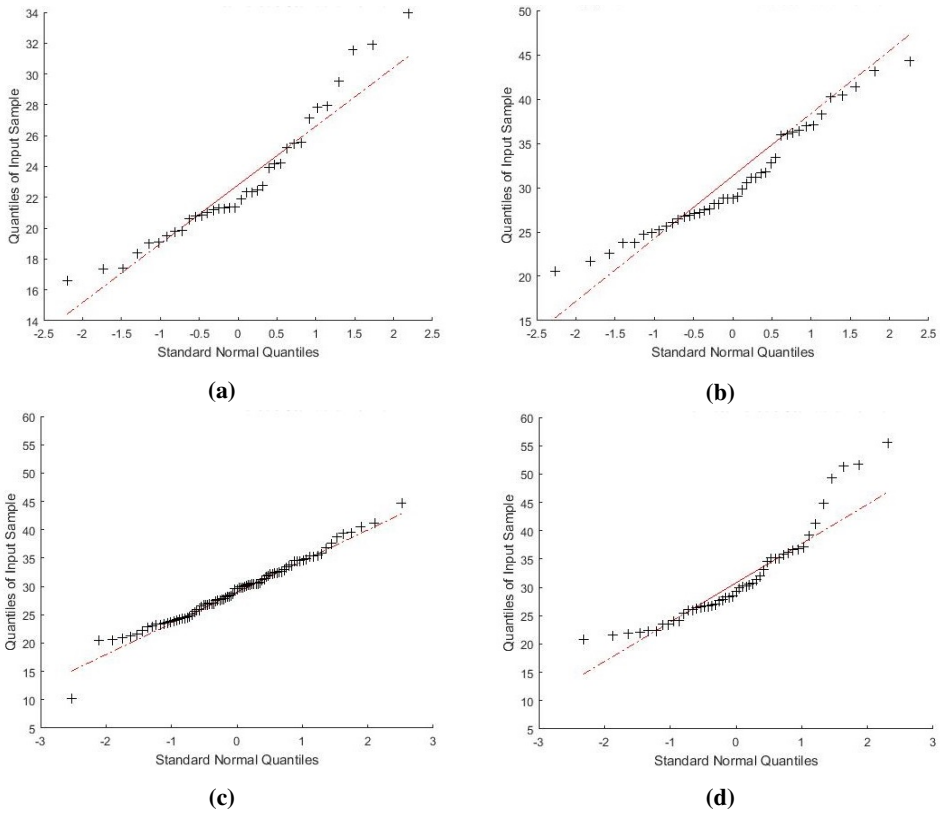 34
32
30
28
26
24
22
20
18
16
14
Quantiles of Input Sample
-2.5 -2 -1.5 -1 -0.5 0 0.5 1 1.5 2 2.5
Standard Normal Quantiles
(a)
50
45
40
35
30
25
20
15
Quantiles of Input Sample
-2.5 -2 -1.5 -1 -0.5 0 0.5 1 1.5 2 2.5
Standard Normal Quantiles
(b)
60
55
50
45
40
35
30
25
20
15
10
5
Quantiles of Input Sample
-3 -2 -1 0 1 2 3
Standard Normal Quantiles
(c)
60
55
50
45
40
35
30
25
20
15
10
5
Quantiles of Input Sample
-3 -2 -1 0 1 2 3
Standard Normal Quantiles
(d)